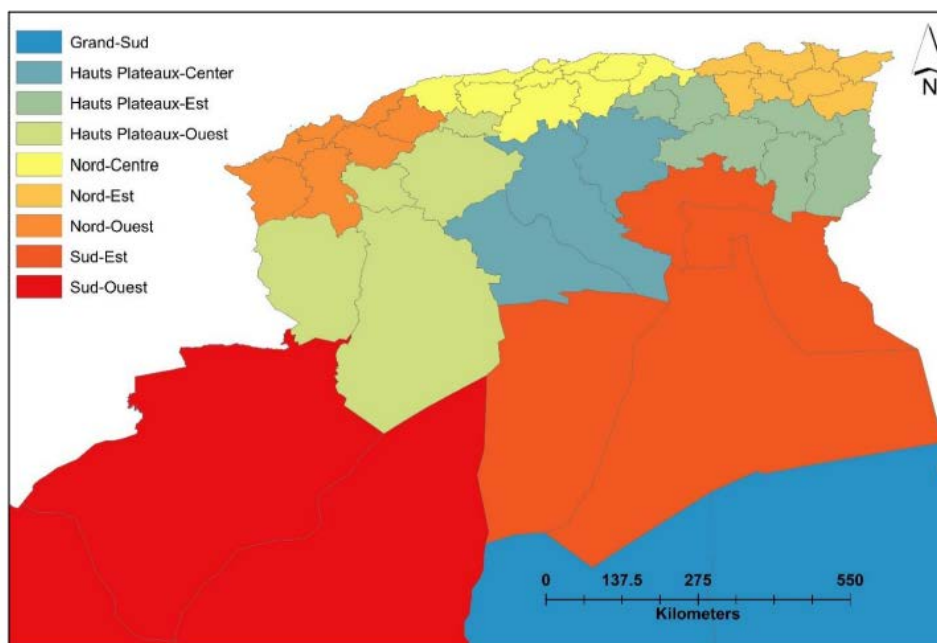 Grand-Sud
Hauts Plateaux-Center
Hauts Plateaux-Est
Hauts Plateaux-Ouest
Nord-Centre
Nord-Est
Nord-Ouest
Sud-Est
Sud-Ouest
N
0 137.5 275 550
Kilometers